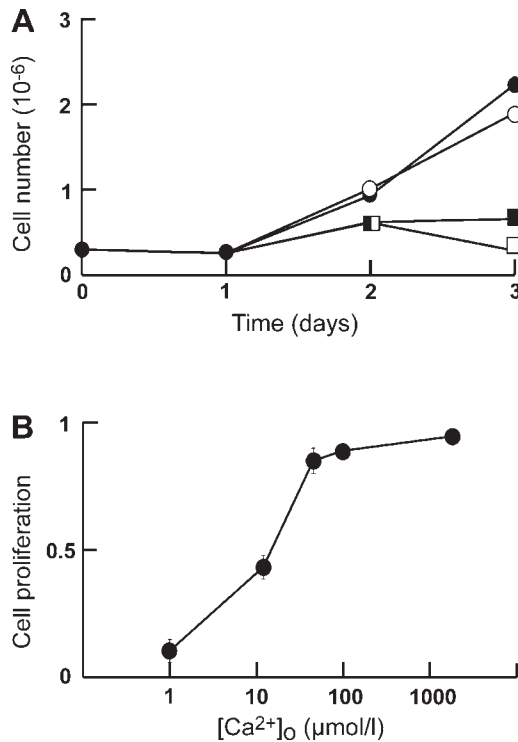 A
Cell number (10⁻⁶)
3
2
1
0
0 1 2 3
Time (days)
B
Cell proliferation
1
0.5
0
1 10 100 1000
[Ca²⁺]o (μmol/l)